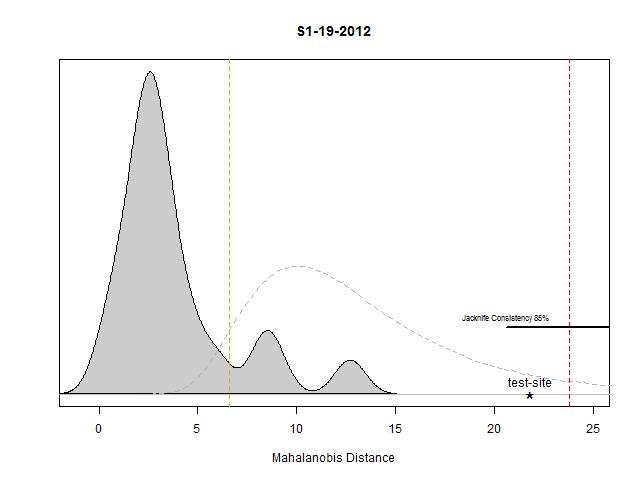 S1-19-2012
Jacknife Consistency 85%
test-site
*
0 5 10 15 20 25
Mahalanobis Distance